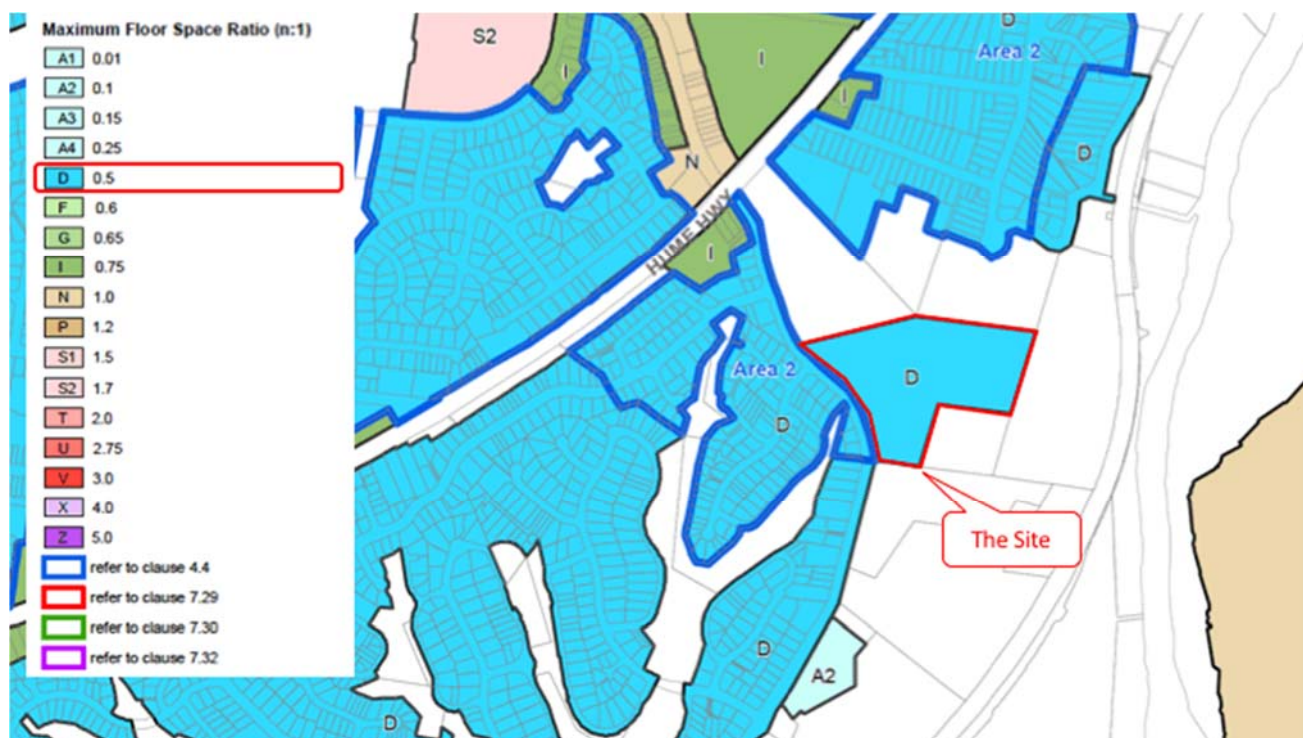 Maximum Floor Space Ratio (n:1)
A1 0.01
A2 0.1
A3 0.15
A4 0.25
D 0.5
F 0.6
G 0.65
I 0.75
N 1.0
P 1.2
S1 1.5
S2 1.7
T 2.0
U 2.75
V 3.0
X 4.0
Z 5.0
refer to clause 4.4
refer to clause 7.29
refer to clause 7.30
refer to clause 7.32
S2
I
I
D
Area 2
I
N
D
HUME HWY
I
Area 2
D
D
The Site
D
A2
D